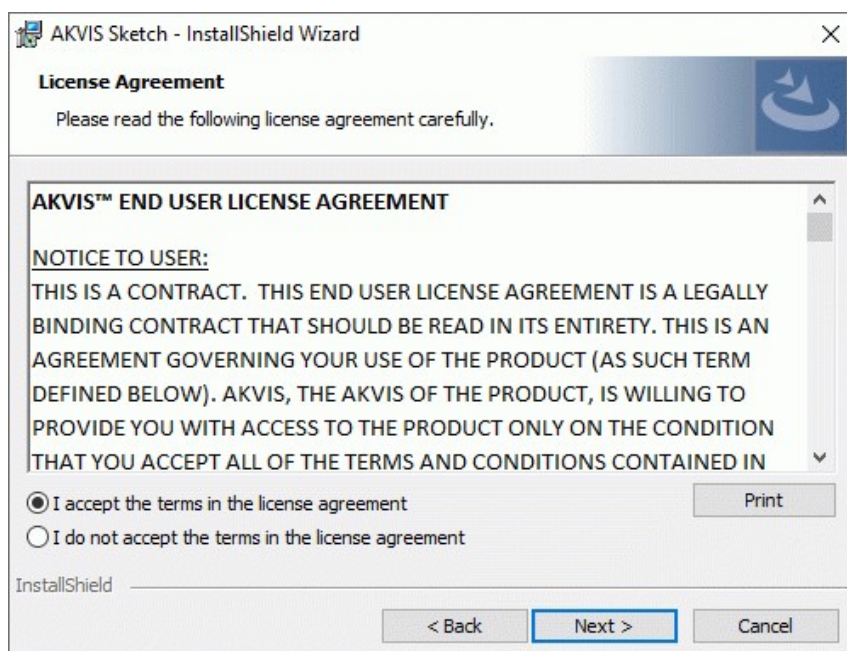 AKVIS Sketch - InstallShield Wizard
License Agreement
Please read the following license agreement carefully.
AKVIS™ END USER LICENSE AGREEMENT
NOTICE TO USER:
THIS IS A CONTRACT.  THIS END USER LICENSE AGREEMENT IS A LEGALLY
BINDING CONTRACT THAT SHOULD BE READ IN ITS ENTIRETY. THIS IS AN
AGREEMENT GOVERNING YOUR USE OF THE PRODUCT (AS SUCH TERM
DEFINED BELOW). AKVIS, THE AKVIS OF THE PRODUCT, IS WILLING TO
PROVIDE YOU WITH ACCESS TO THE PRODUCT ONLY ON THE CONDITION
THAT YOU ACCEPT ALL OF THE TERMS AND CONDITIONS CONTAINED IN
I accept the terms in the license agreement
Print
I do not accept the terms in the license agreement
InstallShield
< Back
Next >
Cancel